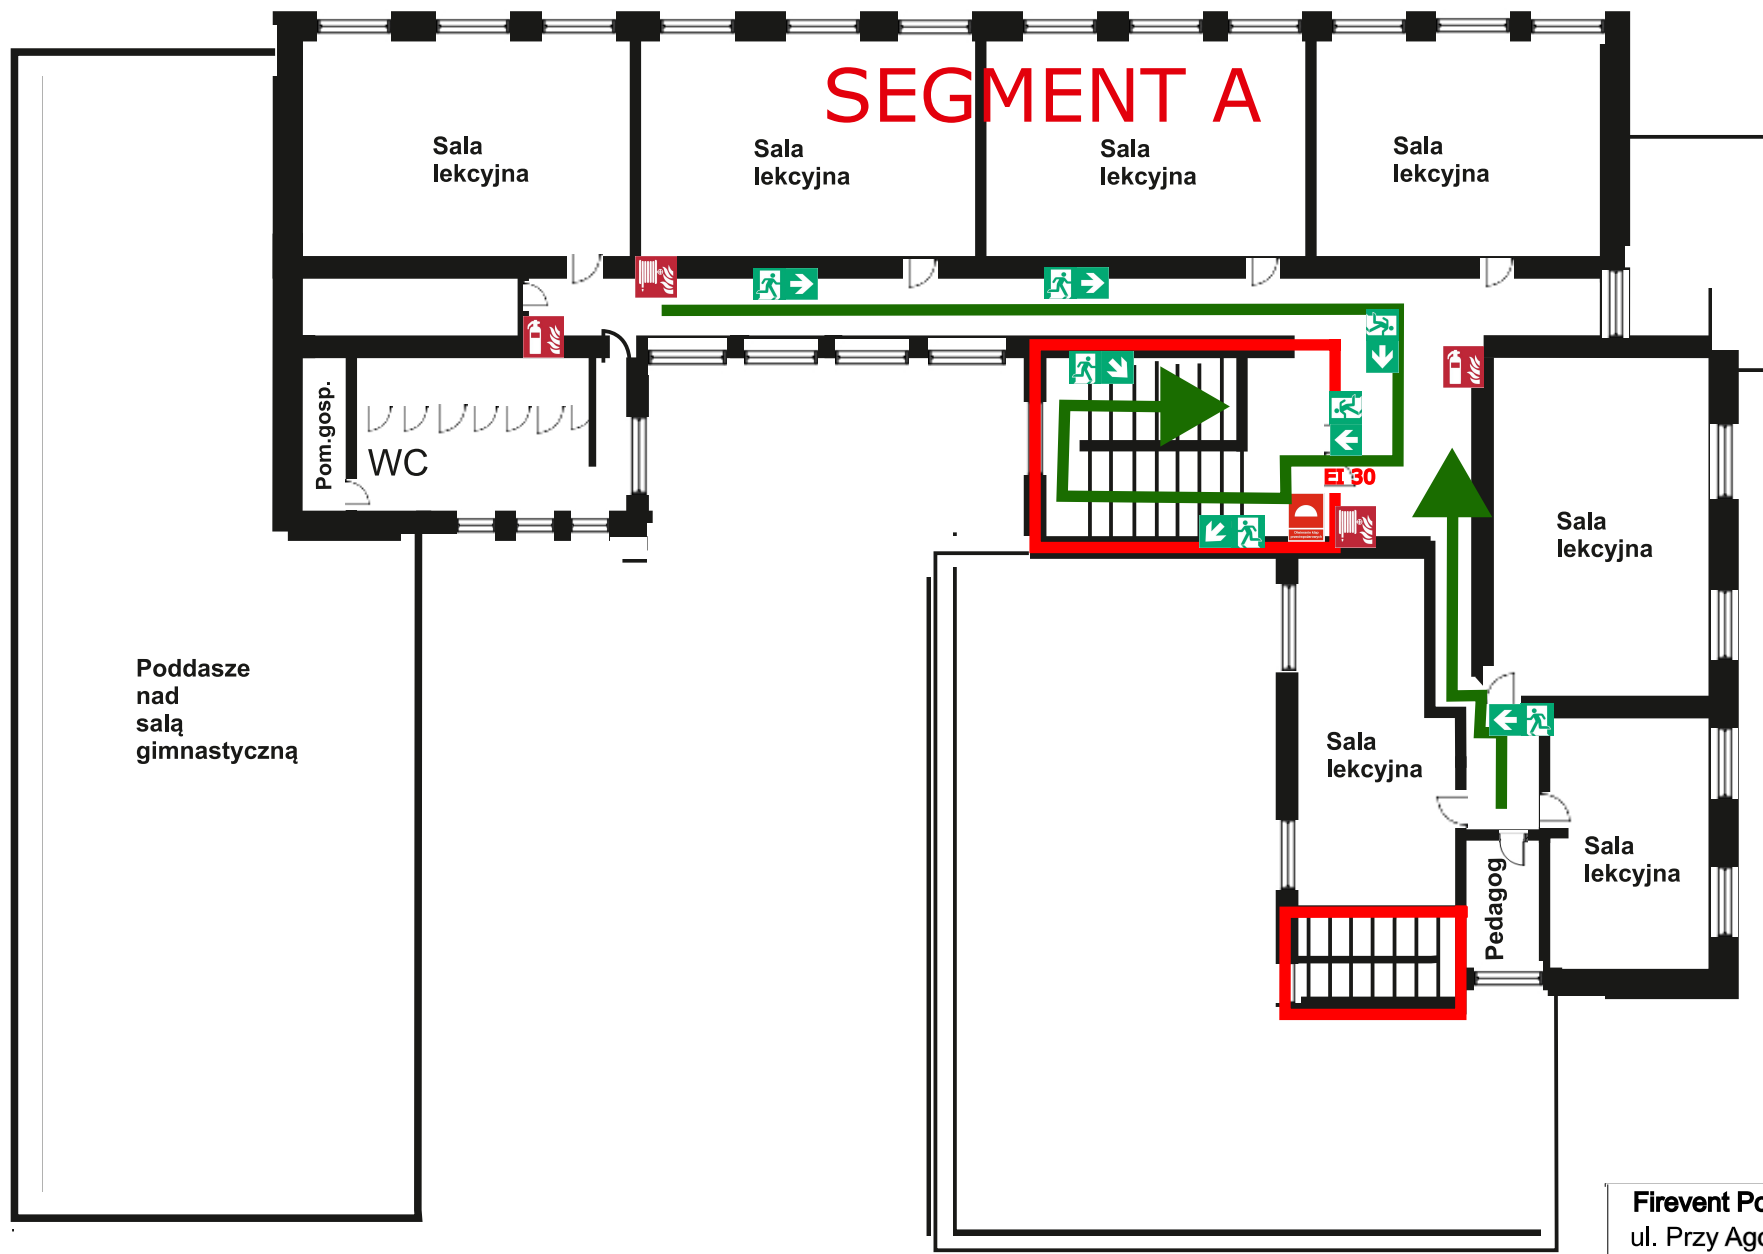 SEGMENT A
Sala
lekcyjna
Sala
lekcyjna
Sala
lekcyjna
Sala
lekcyjna
Pom.gosp.
WC
EI 30
Sala
lekcyjna
Poddasze
nad
salą
gimnastyczną
Sala
lekcyjna
Sala
lekcyjna
Pedagog
Firevent Po
ul. Przy Ago